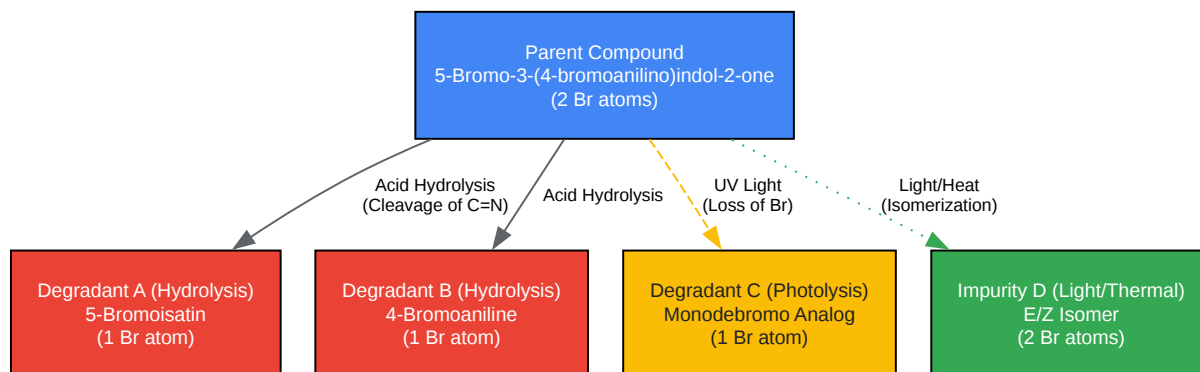 Parent Compound
5-Bromo-3-(4-bromoanilino)indol-2-one
(2 Br atoms)
Acid Hydrolysis
(Cleavage of C=N)
Acid Hydrolysis
UV Light
(Loss of Br)
Light/Heat
(Isomerization)
Degradant A (Hydrolysis)
5-Bromoisatin
(1 Br atom)
Degradant B (Hydrolysis)
4-Bromoaniline
(1 Br atom)
Degradant C (Photolysis)
Monodebromo Analog
(1 Br atom)
Impurity D (Light/Thermal)
E/Z Isomer
(2 Br atoms)